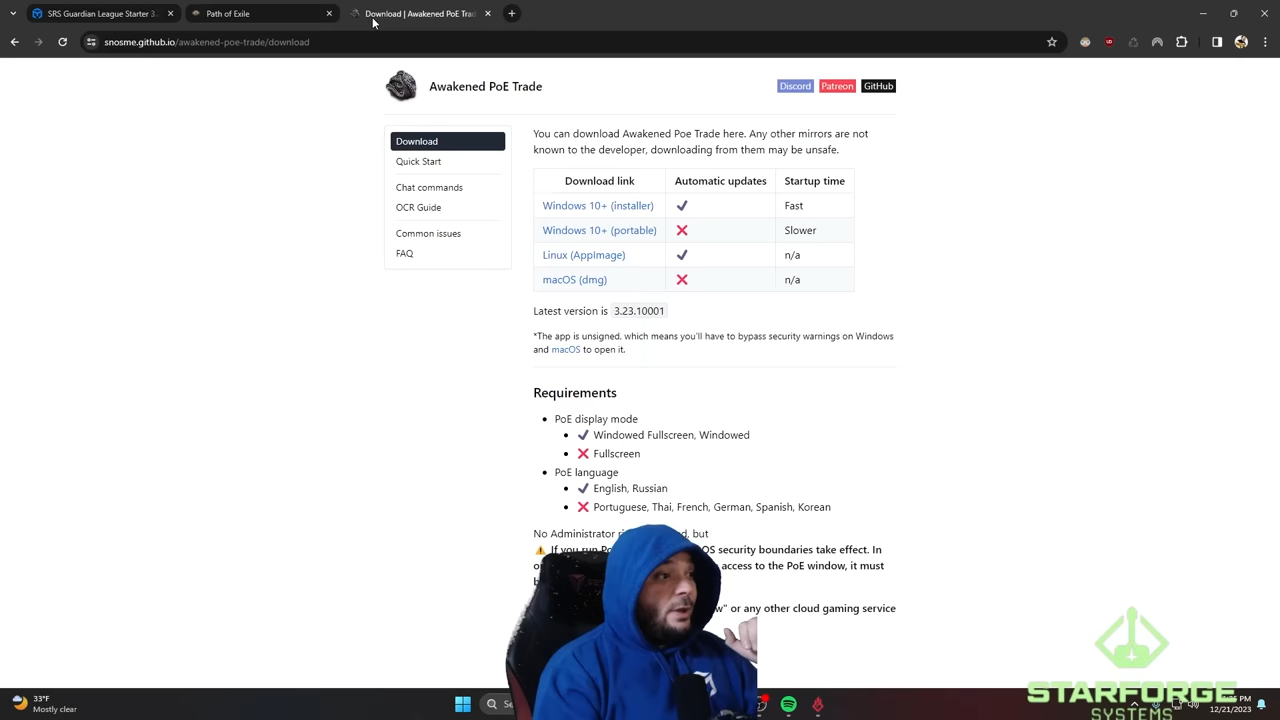 SRS Guardian League Starter
Path of Exile
Download | Awakened PoE Trad
snosme.github.io/awakened-poe-trade/download
Awakened PoE Trade
Discord
Patreon
GitHub
Download
Quick Start
Chat commands
OCR Guide
Common issues
FAQ
You can download Awakened Poe Trade here. Any other mirrors are not
known to the developer, downloading from them may be unsafe.
Download link Automatic updates Startup time
Windows 10+ (installer) Fast
Windows 10+ (portable) Slower
Linux (AppImage) n/a
macOS (dmg) n/a
Latest version is 3.23.10001
*The app is unsigned, which means you'll have to bypass security warnings on Windows
and macOS to open it.
Requirements
PoE display mode
Windowed Fullscreen, Windowed
Fullscreen
PoE language
English, Russian
Portuguese, Thai, French, German, Spanish, Korean
No Administrator d, but
If you run OS security boundaries take effect. In
access to the PoE window, it must
w" or any other cloud gaming service
33°F
Mostly clear
PM
12/21/2023
STARFORGE
SYSTEMS